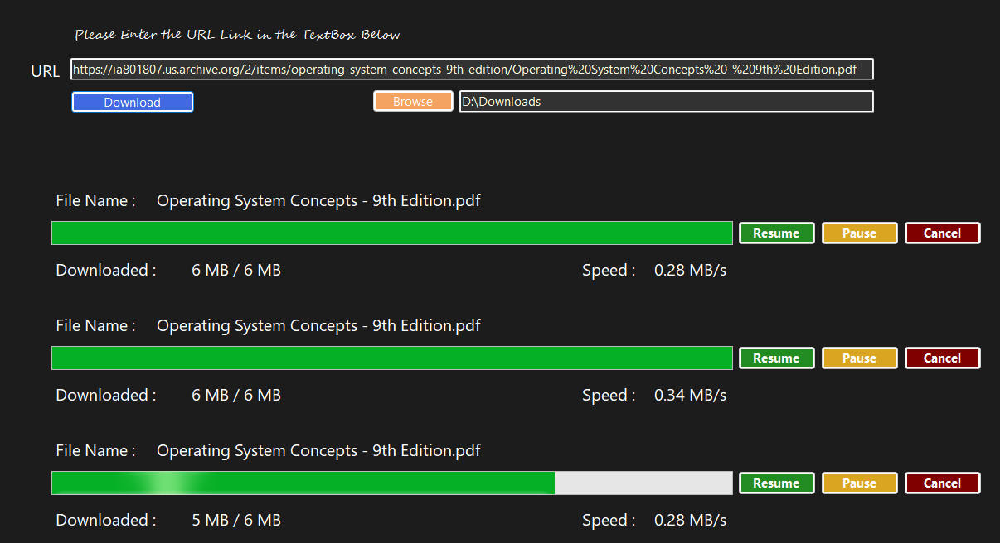 Please Enter the URL Link in the TextBox Below
URL https://ia801807.us.archive.org/2/items/operating-system-concepts-9th-edition/Operating%20System%20Concepts%20-%209th%20Edition.pdf
Download Browse D:\Downloads
File Name : Operating System Concepts - 9th Edition.pdf
Resume Pause Cancel
Downloaded : 6 MB / 6 MB Speed : 0.28 MB/s
File Name : Operating System Concepts - 9th Edition.pdf
Resume Pause Cancel
Downloaded : 6 MB / 6 MB Speed : 0.34 MB/s
File Name : Operating System Concepts - 9th Edition.pdf
Resume Pause Cancel
Downloaded : 5 MB / 6 MB Speed : 0.28 MB/s